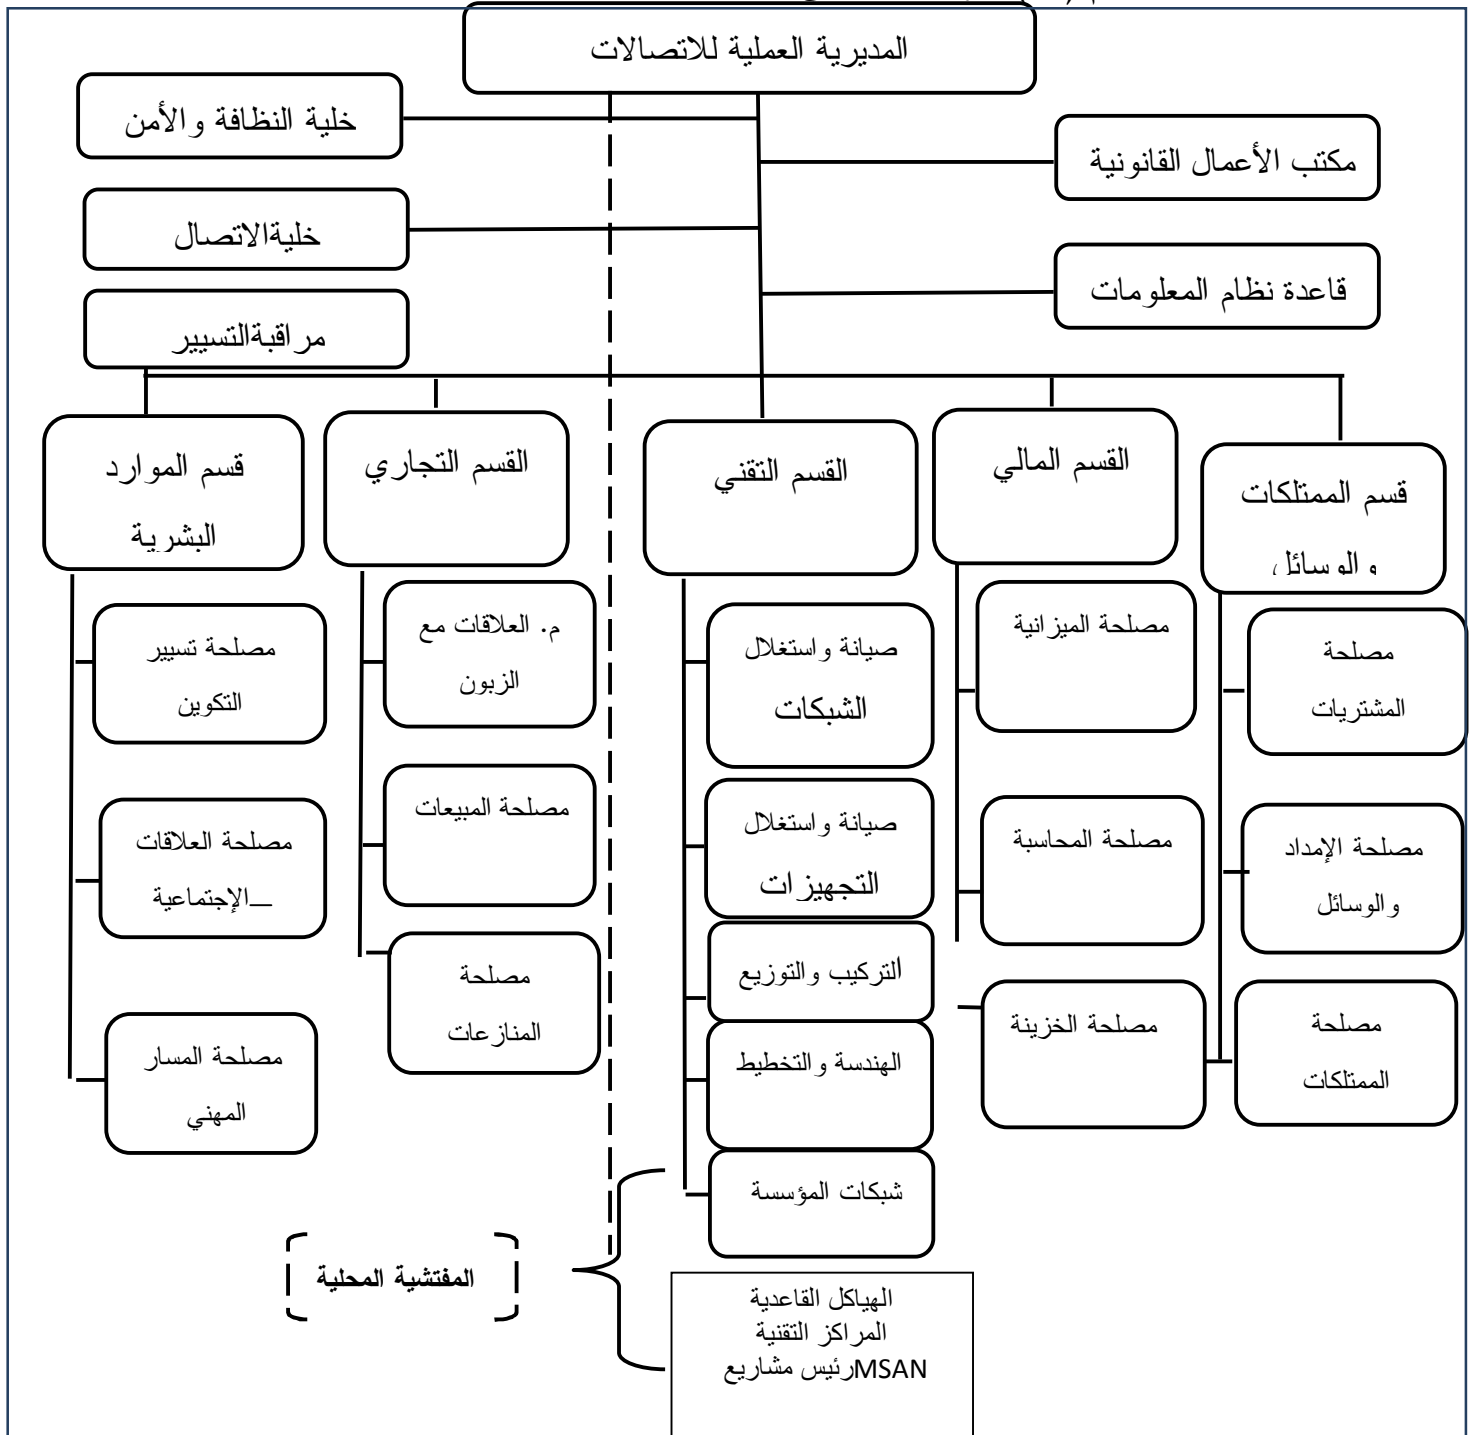 المديرية العملية للاتصالات
خلية النظافة والأمن
مكتب الأعمال القانونية
خليةالاتصال
قاعدة نظام المعلومات
مراقبةالتسيير
قسم الممتلكات
والوسائل
القسم المالي
القسم التقني
القسم التجاري
قسم الموارد
البشرية
مصلحة
المشتريات
مصلحة الإمداد
والوسائل
مصلحة
الممتلكات
مصلحة الميزانية
مصلحة المحاسبة
مصلحة الخزينة
صيانة واستغلال
الشبكات
صيانة واستغلال
التجهيزات
التركيب والتوزيع
الهندسة والتخطيط
شبكات المؤسسة
م. العلاقات مع
الزبون
مصلحة المبيعات
مصلحة
المنازعات
مصلحة تسيير
التكوين
مصلحة العلاقات
الإجتماعية
مصلحة المسار
المهني
المفتشية المحلية
الهياكل القاعدية
المراكز التقنية
MSANرئيس مشاريع